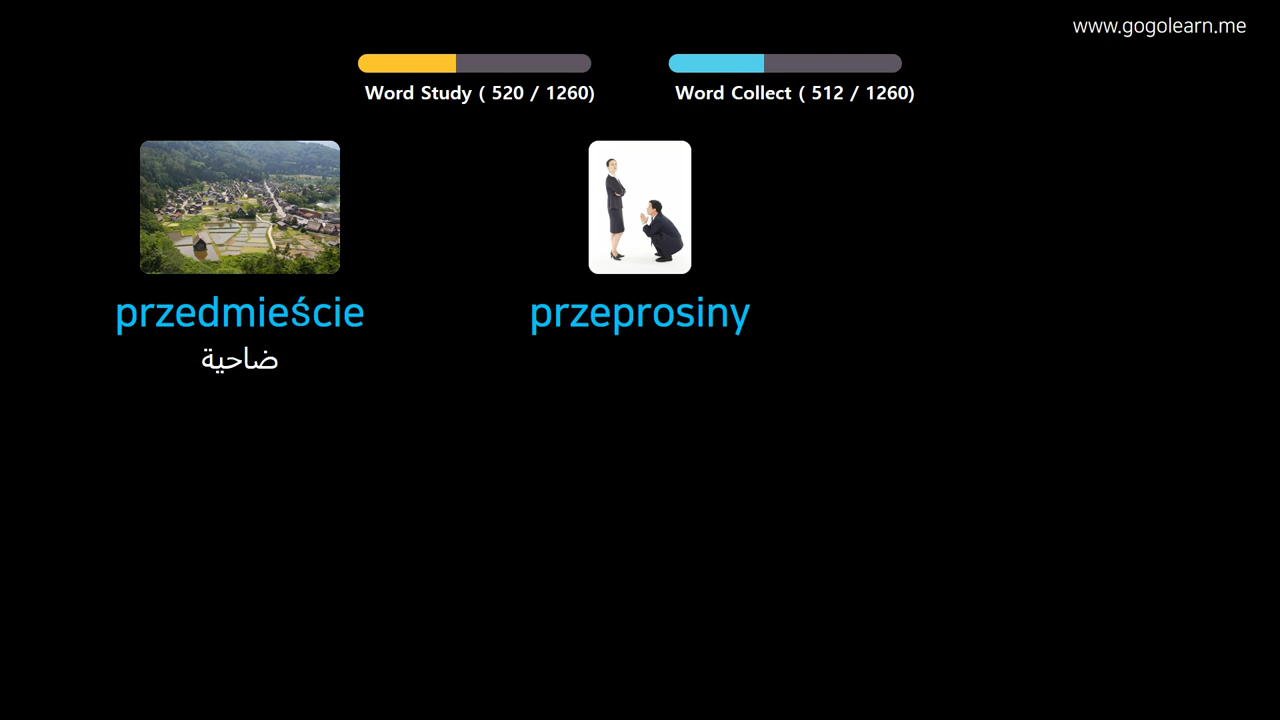 www.gogolearn.me
Word Study ( 520 / 1260)
Word Collect ( 512 / 1260)
przedmieście
przeprosiny
ضاحية